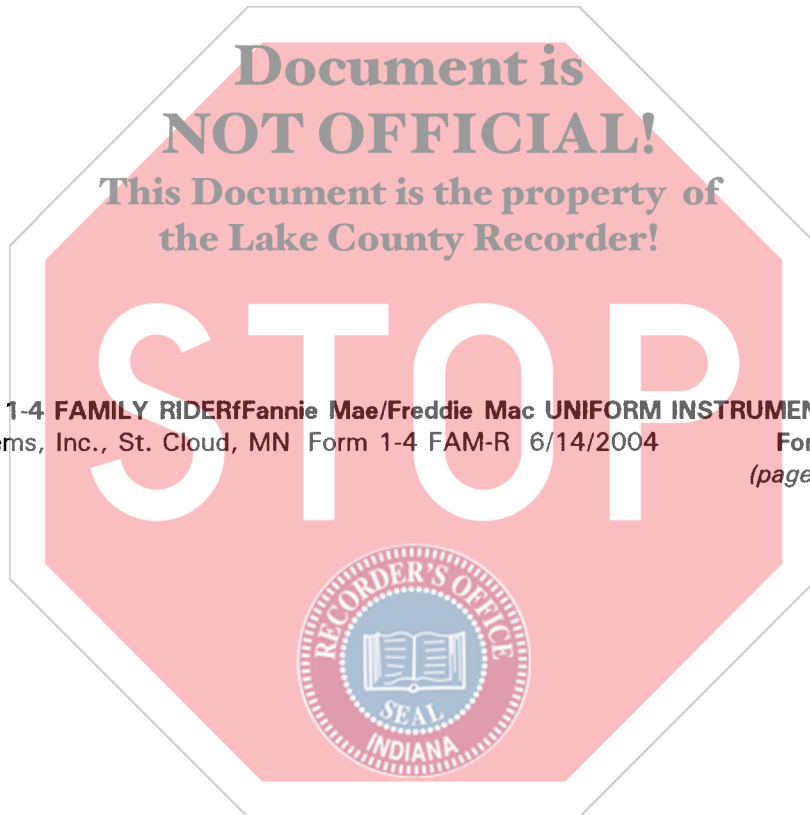 Document is
NOT OFFICIAL!
This Document is the property of
the Lake County Recorder!
STOP
1-4 FAMILY RIDERfFannie Mae/Freddie Mac UNIFORM INSTRUMEN
ems, Inc., St. Cloud, MN Form 1-4 FAM-R 6/14/2004 For
(page
RECORDER'S OFFICE
SEAL
INDIANA